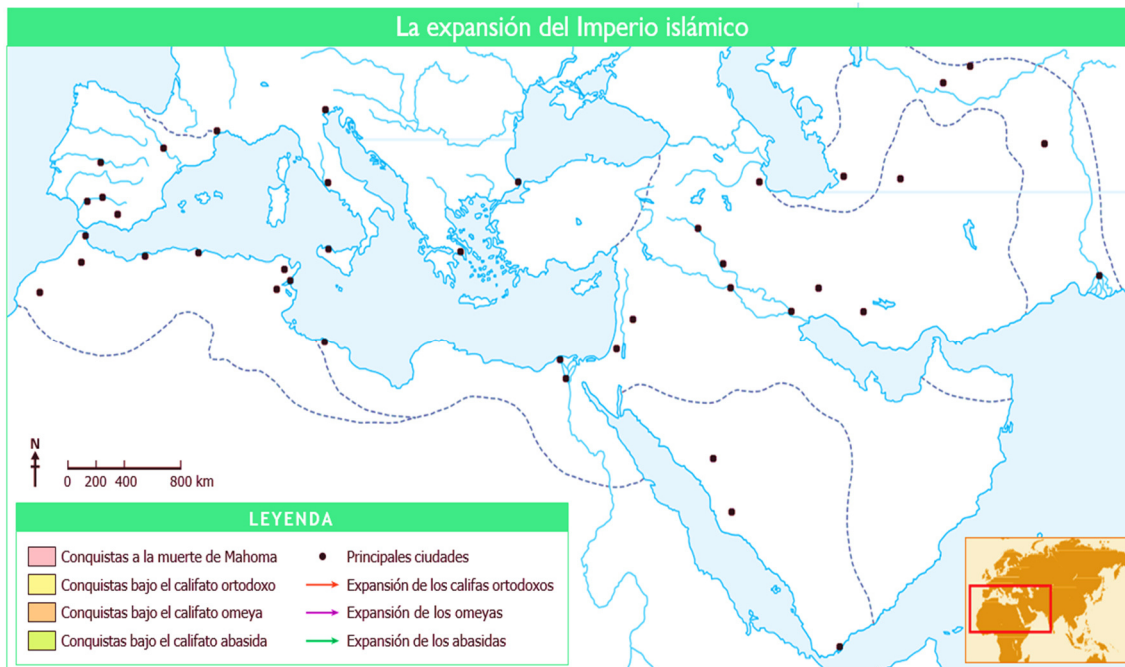 La expansión del Imperio islámico
N
0 200 400 800 km
LEYENDA
Conquistas a la muerte de Mahoma
Conquistas bajo el califato ortodoxo
Conquistas bajo el califato omeya
Conquistas bajo el califato abasida
Principales ciudades
Expansión de los califas ortodoxos
Expansión de los omeyas
Expansión de los abasidas